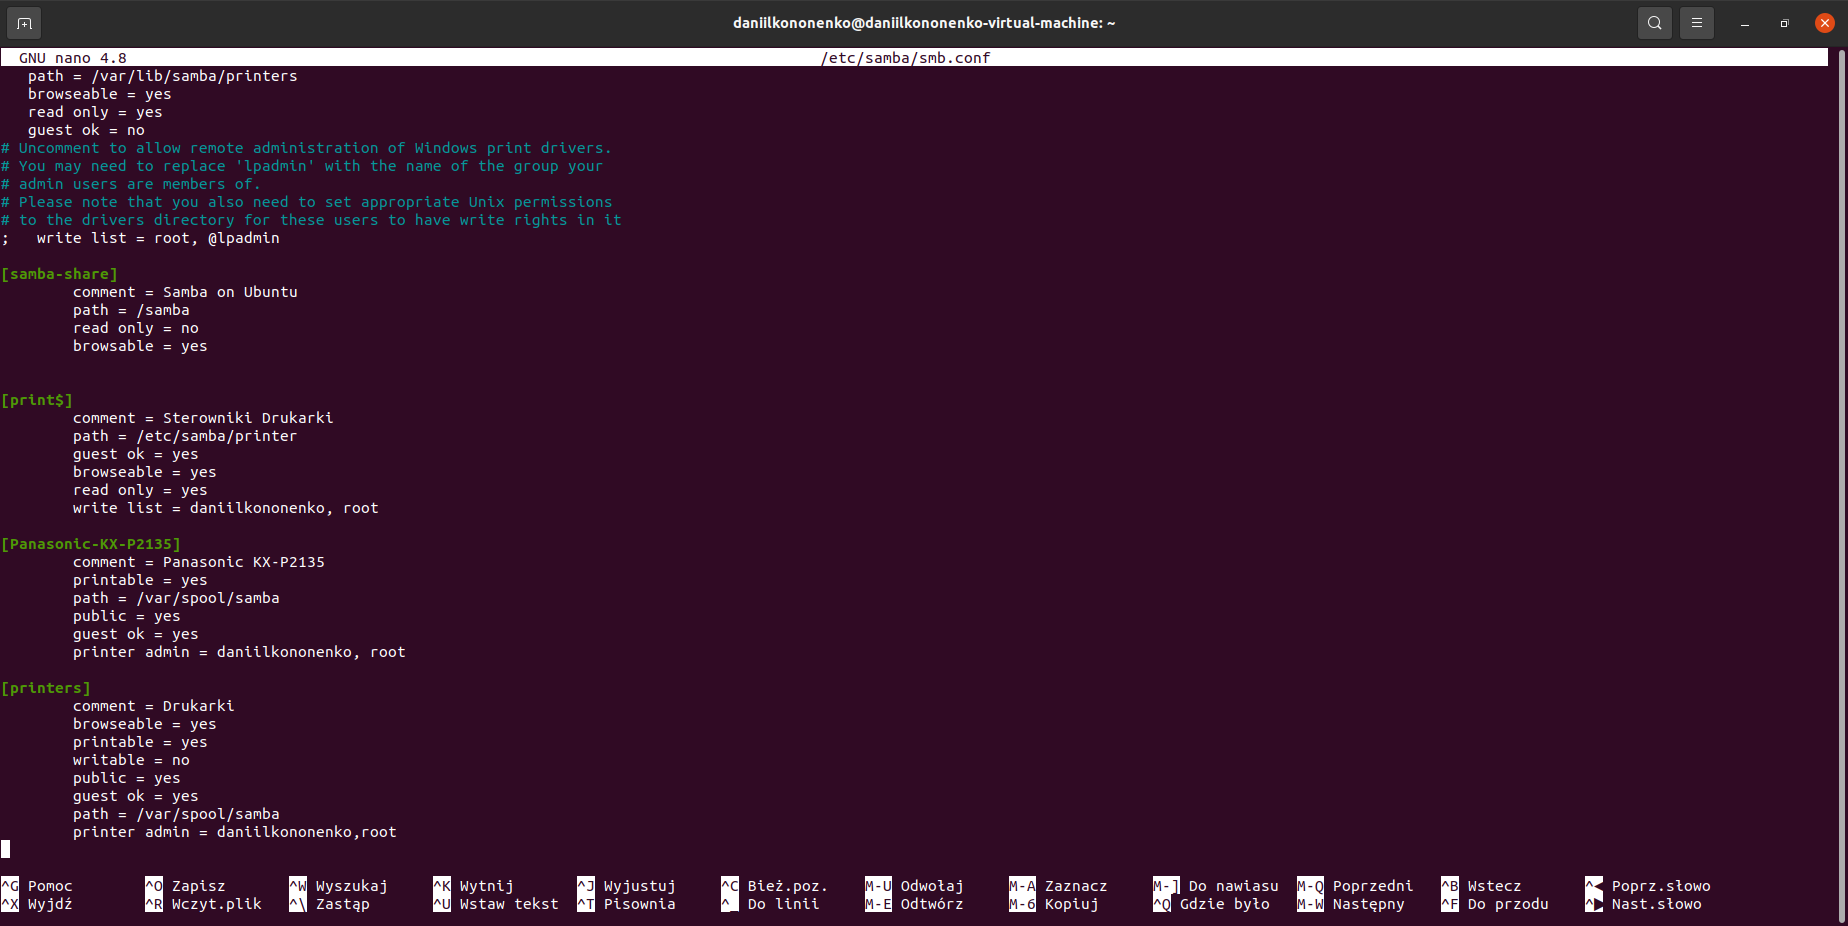 daniilkononenko@daniilkononenko-virtual-machine: ~
GNU nano 4.8 /etc/samba/smb.conf
path = /var/lib/samba/printers
browseable = yes
read only = yes
guest ok = no
# Uncomment to allow remote administration of Windows print drivers.
# You may need to replace 'lpadmin' with the name of the group your
# admin users are members of.
# Please note that you also need to set appropriate Unix permissions
# to the drivers directory for these users to have write rights in it
;   write list = root, @lpadmin
[samba-share]
comment = Samba on Ubuntu
path = /samba
read only = no
browsable = yes
[print$]
comment = Sterowniki Drukarki
path = /etc/samba/printer
guest ok = yes
browseable = yes
read only = yes
write list = daniilkononenko, root
[Panasonic-KX-P2135]
comment = Panasonic KX-P2135
printable = yes
path = /var/spool/samba
public = yes
guest ok = yes
printer admin = daniilkononenko, root
[printers]
comment = Drukarki
browseable = yes
printable = yes
writable = no
public = yes
guest ok = yes
path = /var/spool/samba
printer admin = daniilkononenko,root
^G Pomoc ^O Zapisz ^W Wyszukaj ^K Wytnij ^J Wyjustuj ^C Bież.poz. M-U Odwołaj M-A Zaznacz M-] Do nawiasu M-Q Poprzedni ^B Wstecz ^◀ Poprz.słowo
^X Wyjdź ^R Wczyt.plik ^\ Zastąp ^U Wstaw tekst ^T Pisownia ^_ Do linii M-E Odtwórz M-6 Kopiuj ^Q Gdzie było M-W Następny ^F Do przodu ^▶ Nast.słowo